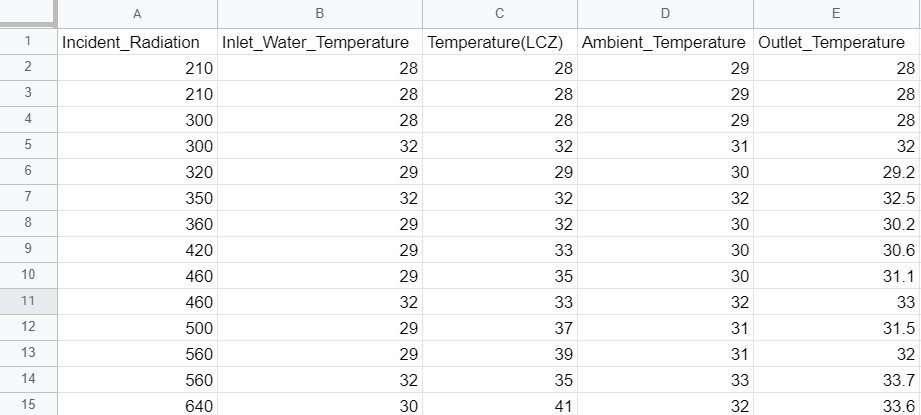 A B C D E
1 Incident_Radiation Inlet_Water_Temperature Temperature(LCZ) Ambient_Temperature Outlet_Temperature
2 210 28 28 29 28
3 210 28 28 29 28
4 300 28 28 29 28
5 300 32 32 31 32
6 320 29 29 30 29.2
7 350 32 32 32 32.5
8 360 29 32 30 30.2
9 420 29 33 30 30.6
10 460 29 35 30 31.1
11 460 32 33 32 33
12 500 29 37 31 31.5
13 560 29 39 31 32
14 560 32 35 33 33.7
15 640 30 41 32 33.6